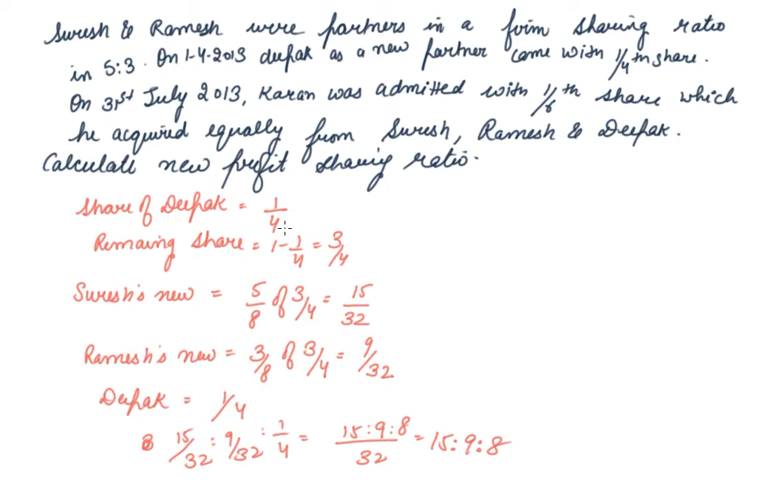 Suresh & Ramesh were partners in a firm sharing ratio
in 5:3. On 1-4-2013 deepak as a new partner came with 1/4th share.
On 31st July 2013, Karan was admitted with 1/6th share which
he acquired equally from Suresh, Ramesh & Deepak.
Calculate new profit sharing ratio.
Share of Deepak = 1/4
Remaing share = 1 - 1/4 = 3/4
Suresh's new = 5/8 of 3/4 = 15/32
Ramesh's new = 3/8 of 3/4 = 9/32
Deepak = 1/4
8 15/32 : 9/32 : 1/4 = 15:9:8/32 = 15:9:8